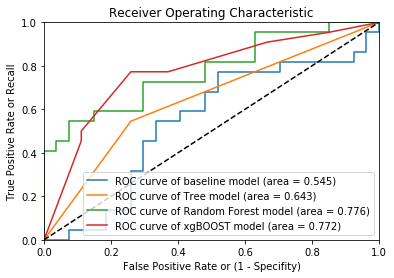 Receiver Operating Characteristic
True Positive Rate or Recall
1.0
0.8
0.6
0.4
0.2
0.0
ROC curve of baseline model (area = 0.545)
ROC curve of Tree model (area = 0.643)
ROC curve of Random Forest model (area = 0.776)
ROC curve of xgBOOST model (area = 0.772)
0.0 0.2 0.4 0.6 0.8 1.0
False Positive Rate or (1 - Specifity)